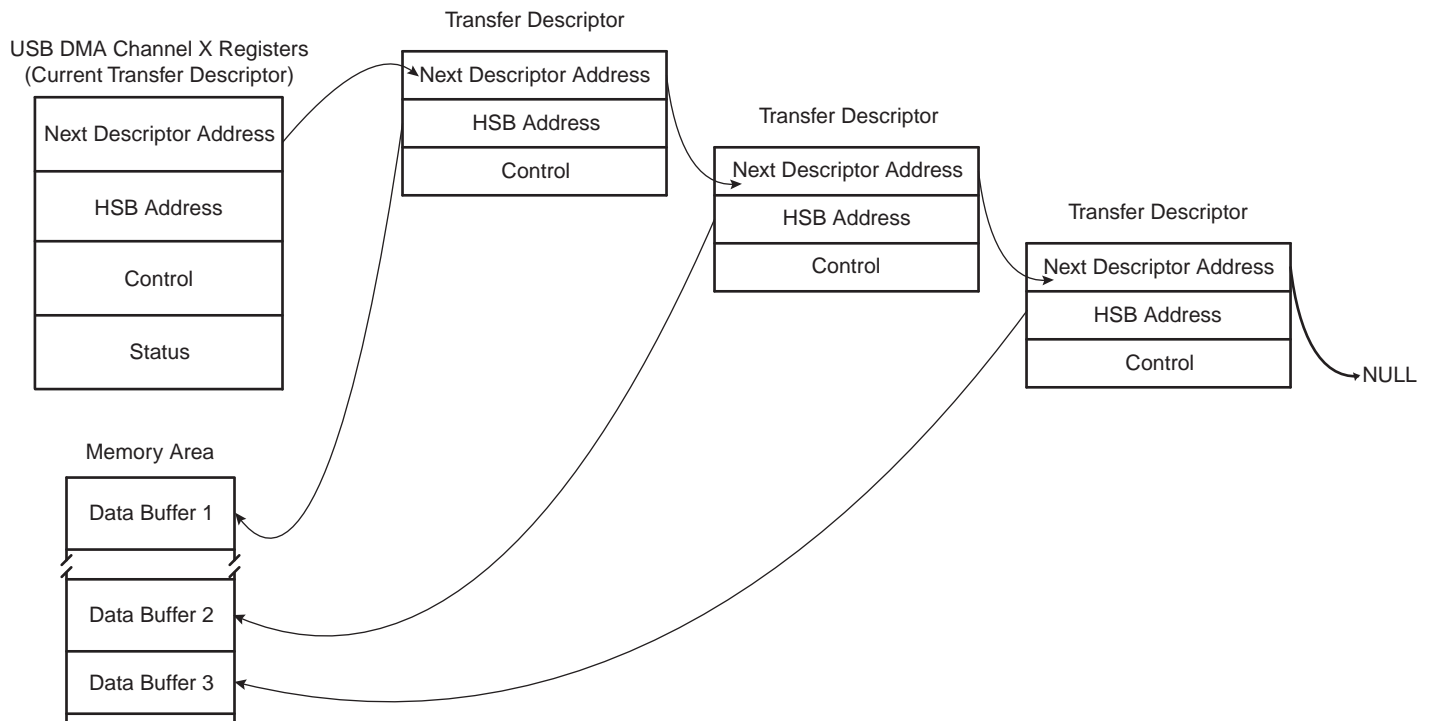 USB DMA Channel X Registers
(Current Transfer Descriptor)
Next Descriptor Address
HSB Address
Control
Status
Transfer Descriptor
Next Descriptor Address
HSB Address
Control
Transfer Descriptor
Next Descriptor Address
HSB Address
Control
Transfer Descriptor
Next Descriptor Address
HSB Address
Control
NULL
Memory Area
Data Buffer 1
Data Buffer 2
Data Buffer 3